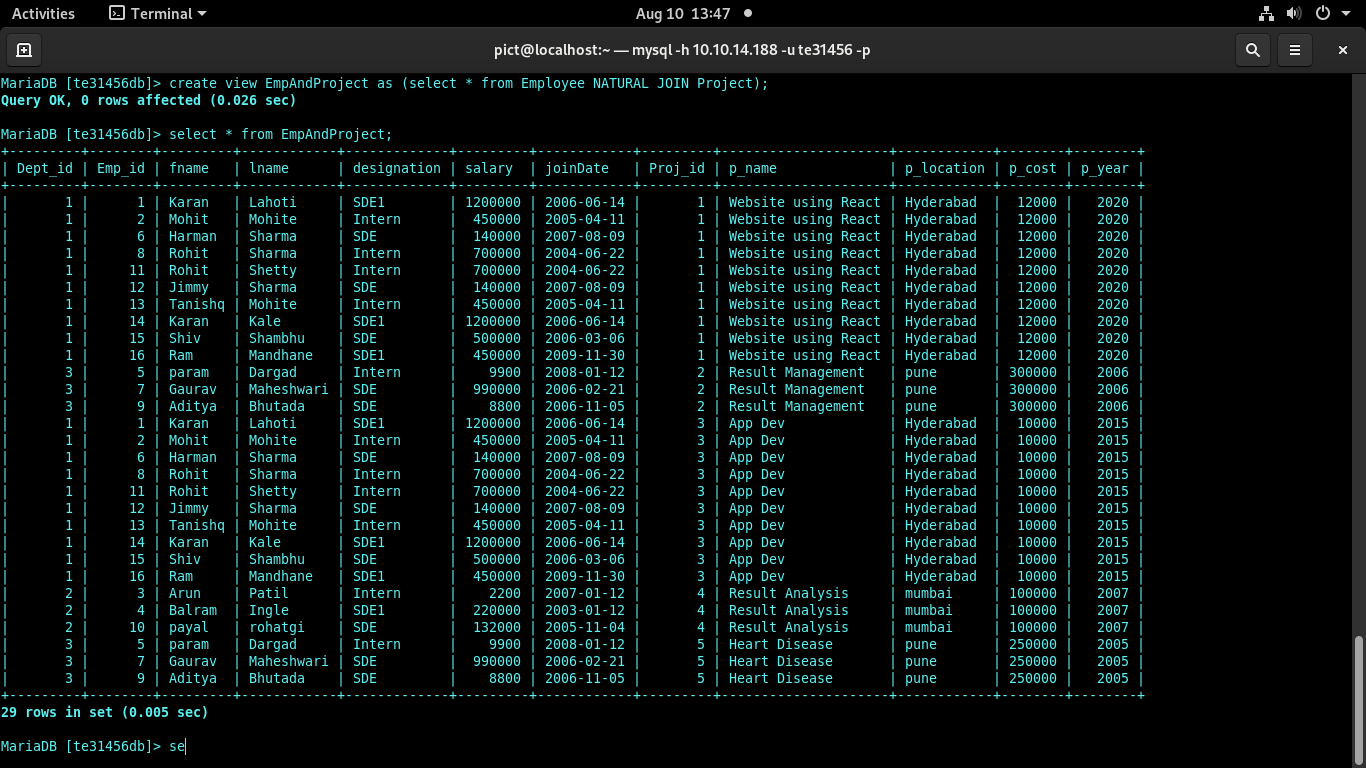 Activities Terminal Aug 10 13:47
pict@localhost:~ — mysql -h 10.10.14.188 -u te31456 -p
MariaDB [te31456db]> create view EmpAndProject as (select * from Employee NATURAL JOIN Project);
Query OK, 0 rows affected (0.026 sec)
MariaDB [te31456db]> select * from EmpAndProject;
+---------+--------+---------+------------+-------------+---------+------------+---------+---------------------+------------+--------+--------+
| Dept_id | Emp_id | fname | lname | designation | salary | joinDate | Proj_id | p_name | p_location | p_cost | p_year |
+---------+--------+---------+------------+-------------+---------+------------+---------+---------------------+------------+--------+--------+
| 1 | 1 | Karan | Lahoti | SDE1 | 1200000 | 2006-06-14 | 1 | Website using React | Hyderabad | 12000 | 2020 |
| 1 | 2 | Mohit | Mohite | Intern | 450000 | 2005-04-11 | 1 | Website using React | Hyderabad | 12000 | 2020 |
| 1 | 6 | Harman | Sharma | SDE | 140000 | 2007-08-09 | 1 | Website using React | Hyderabad | 12000 | 2020 |
| 1 | 8 | Rohit | Sharma | Intern | 700000 | 2004-06-22 | 1 | Website using React | Hyderabad | 12000 | 2020 |
| 1 | 11 | Rohit | Shetty | Intern | 700000 | 2004-06-22 | 1 | Website using React | Hyderabad | 12000 | 2020 |
| 1 | 12 | Jimmy | Sharma | SDE | 140000 | 2007-08-09 | 1 | Website using React | Hyderabad | 12000 | 2020 |
| 1 | 13 | Tanishq | Mohite | Intern | 450000 | 2005-04-11 | 1 | Website using React | Hyderabad | 12000 | 2020 |
| 1 | 14 | Karan | Kale | SDE1 | 1200000 | 2006-06-14 | 1 | Website using React | Hyderabad | 12000 | 2020 |
| 1 | 15 | Shiv | Shambhu | SDE | 500000 | 2006-03-06 | 1 | Website using React | Hyderabad | 12000 | 2020 |
| 1 | 16 | Ram | Mandhane | SDE1 | 450000 | 2009-11-30 | 1 | Website using React | Hyderabad | 12000 | 2020 |
| 3 | 5 | param | Dargad | Intern | 9900 | 2008-01-12 | 2 | Result Management | pune | 300000 | 2006 |
| 3 | 7 | Gaurav | Maheshwari | SDE | 990000 | 2006-02-21 | 2 | Result Management | pune | 300000 | 2006 |
| 3 | 9 | Aditya | Bhutada | SDE | 8800 | 2006-11-05 | 2 | Result Management | pune | 300000 | 2006 |
| 1 | 1 | Karan | Lahoti | SDE1 | 1200000 | 2006-06-14 | 3 | App Dev | Hyderabad | 10000 | 2015 |
| 1 | 2 | Mohit | Mohite | Intern | 450000 | 2005-04-11 | 3 | App Dev | Hyderabad | 10000 | 2015 |
| 1 | 6 | Harman | Sharma | SDE | 140000 | 2007-08-09 | 3 | App Dev | Hyderabad | 10000 | 2015 |
| 1 | 8 | Rohit | Sharma | Intern | 700000 | 2004-06-22 | 3 | App Dev | Hyderabad | 10000 | 2015 |
| 1 | 11 | Rohit | Shetty | Intern | 700000 | 2004-06-22 | 3 | App Dev | Hyderabad | 10000 | 2015 |
| 1 | 12 | Jimmy | Sharma | SDE | 140000 | 2007-08-09 | 3 | App Dev | Hyderabad | 10000 | 2015 |
| 1 | 13 | Tanishq | Mohite | Intern | 450000 | 2005-04-11 | 3 | App Dev | Hyderabad | 10000 | 2015 |
| 1 | 14 | Karan | Kale | SDE1 | 1200000 | 2006-06-14 | 3 | App Dev | Hyderabad | 10000 | 2015 |
| 1 | 15 | Shiv | Shambhu | SDE | 500000 | 2006-03-06 | 3 | App Dev | Hyderabad | 10000 | 2015 |
| 1 | 16 | Ram | Mandhane | SDE1 | 450000 | 2009-11-30 | 3 | App Dev | Hyderabad | 10000 | 2015 |
| 2 | 3 | Arun | Patil | Intern | 2200 | 2007-01-12 | 4 | Result Analysis | mumbai | 100000 | 2007 |
| 2 | 4 | Balram | Ingle | SDE1 | 220000 | 2003-01-12 | 4 | Result Analysis | mumbai | 100000 | 2007 |
| 2 | 10 | payal | rohatgi | SDE | 132000 | 2005-11-04 | 4 | Result Analysis | mumbai | 100000 | 2007 |
| 3 | 5 | param | Dargad | Intern | 9900 | 2008-01-12 | 5 | Heart Disease | pune | 250000 | 2005 |
| 3 | 7 | Gaurav | Maheshwari | SDE | 990000 | 2006-02-21 | 5 | Heart Disease | pune | 250000 | 2005 |
| 3 | 9 | Aditya | Bhutada | SDE | 8800 | 2006-11-05 | 5 | Heart Disease | pune | 250000 | 2005 |
+---------+--------+---------+------------+-------------+---------+------------+---------+---------------------+------------+--------+--------+
29 rows in set (0.005 sec)
MariaDB [te31456db]> se